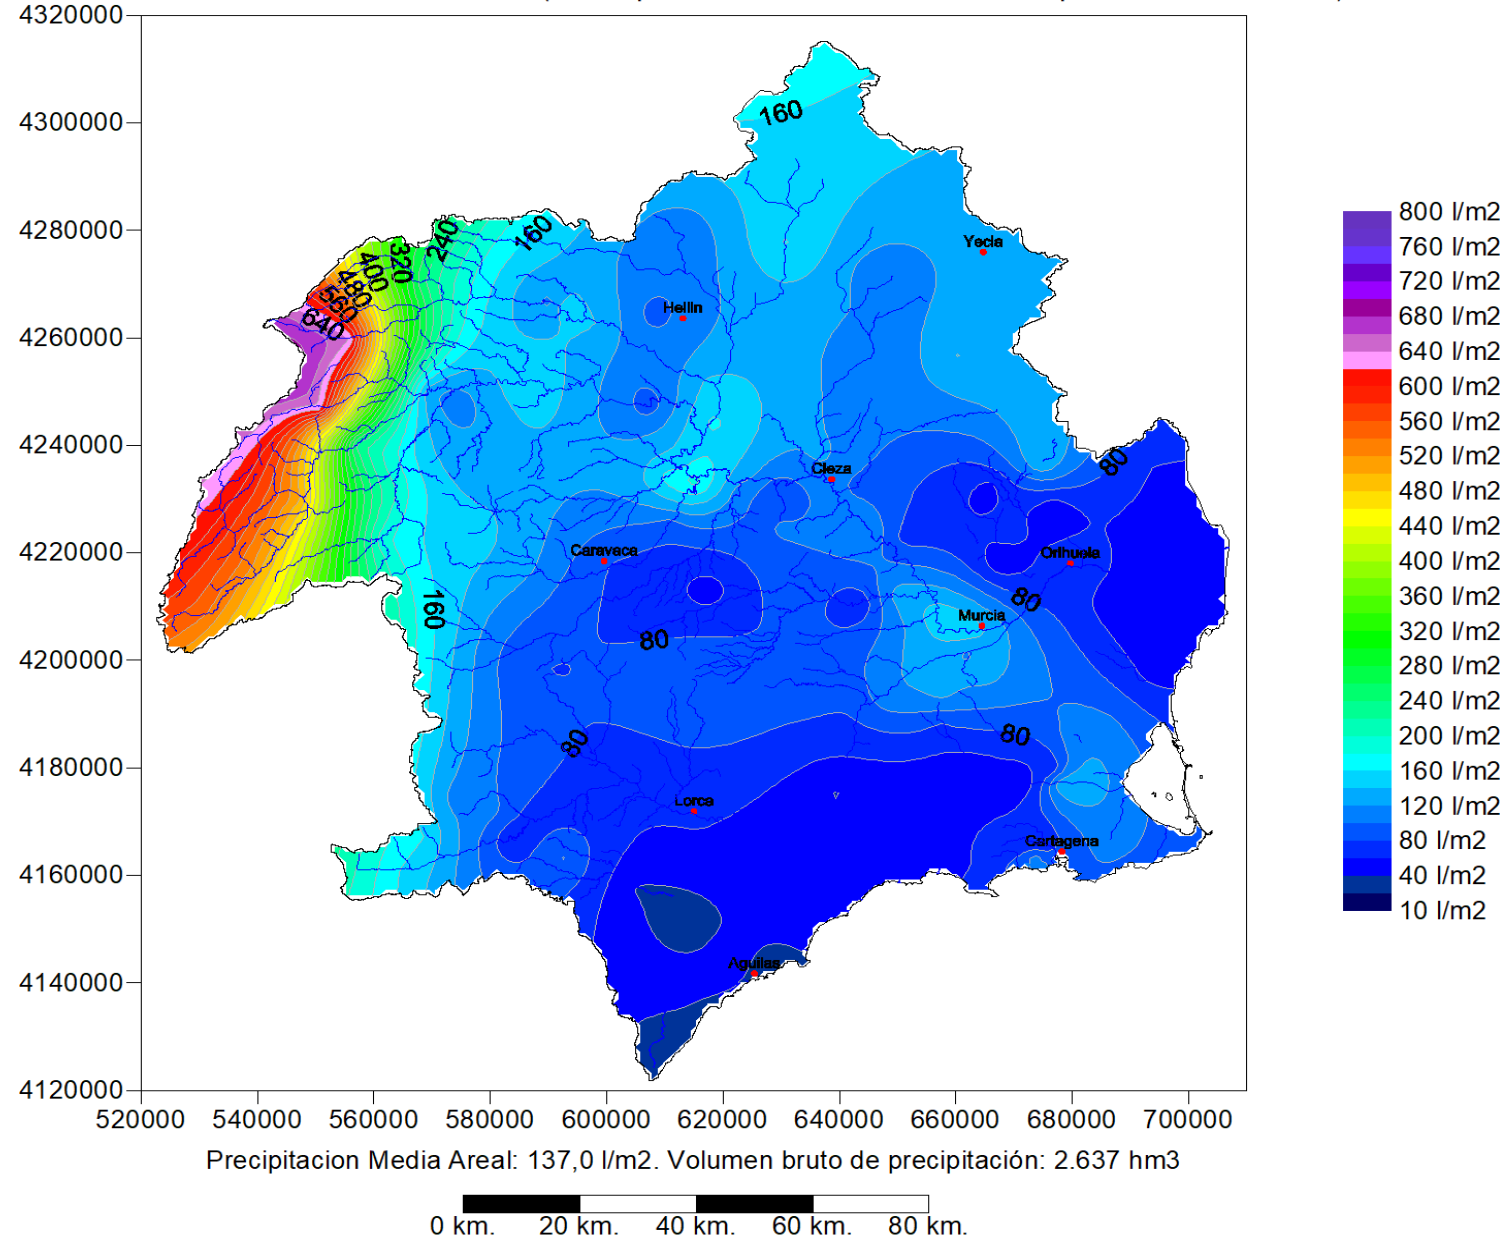 4320000
4300000
4280000
4260000
4240000
4220000
4200000
4180000
4160000
4140000
4120000
520000 540000 560000 580000 600000 620000 640000 660000 680000 700000
160
160
240
320
400
480
560
640
Yecla
Hellin
80
Cieza
Caravaca
Orihuela
160
80
80
Murcia
80
80
Lorca
Cartagena
Aguilas
800 l/m2
760 l/m2
720 l/m2
680 l/m2
640 l/m2
600 l/m2
560 l/m2
520 l/m2
480 l/m2
440 l/m2
400 l/m2
360 l/m2
320 l/m2
280 l/m2
240 l/m2
200 l/m2
160 l/m2
120 l/m2
80 l/m2
40 l/m2
10 l/m2
Precipitacion Media Areal: 137,0 l/m2. Volumen bruto de precipitación: 2.637 hm3
0 km. 20 km. 40 km. 60 km. 80 km.